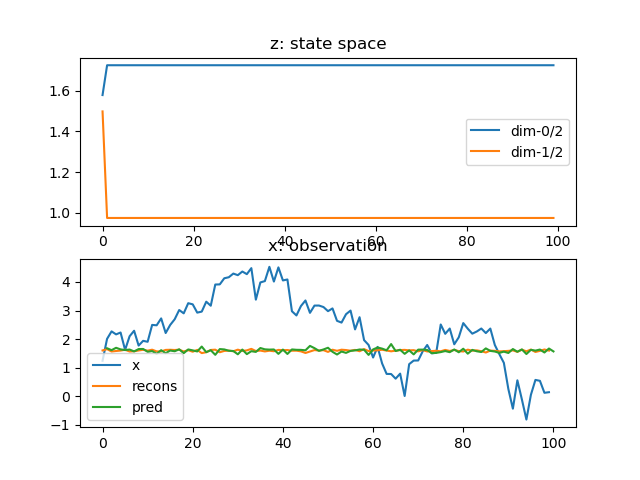 z: state space
1.6
1.4
1.2
1.0
dim-0/2
dim-1/2
0 20 40 60 80 100
x: observation
4
3
2
1
0
−1
x
recons
pred
0 20 40 60 80 100